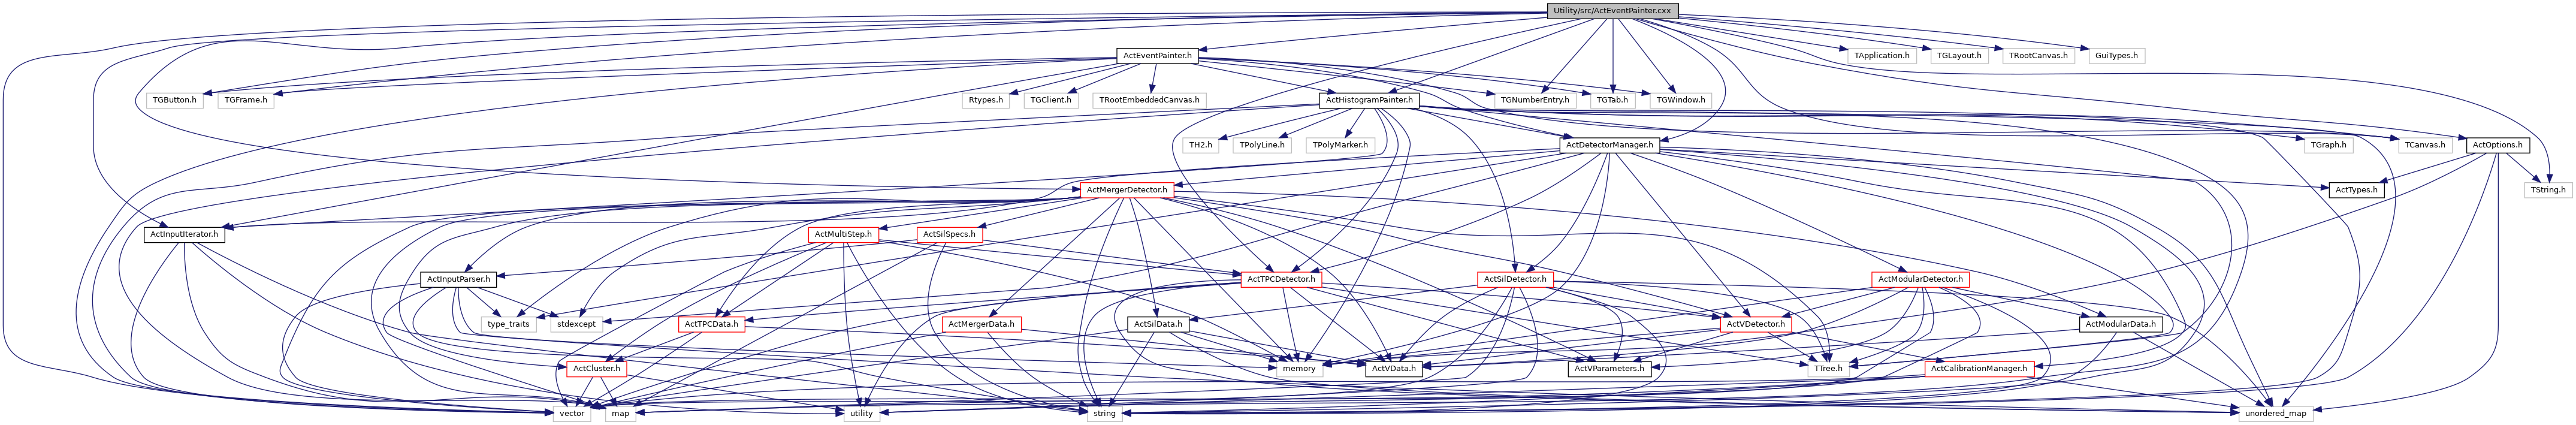 Utility/src/ActEventPainter.cxx
ActEventPainter.h
TApplication.h
TGLayout.h
TRootCanvas.h
GuiTypes.h
TGButton.h
TGFrame.h
Rtypes.h
TGClient.h
TRootEmbeddedCanvas.h
ActHistogramPainter.h
TGNumberEntry.h
TGTab.h
TGWindow.h
TH2.h
TPolyLine.h
TPolyMarker.h
ActDetectorManager.h
TGraph.h
TCanvas.h
ActOptions.h
ActMergerDetector.h
ActTypes.h
TString.h
ActInputIterator.h
ActMultiStep.h
ActSilSpecs.h
ActInputParser.h
ActTPCDetector.h
ActSilDetector.h
ActModularDetector.h
type_traits
stdexcept
ActTPCData.h
ActMergerData.h
ActSilData.h
ActVDetector.h
ActModularData.h
ActCluster.h
memory
ActVData.h
ActVParameters.h
TTree.h
ActCalibrationManager.h
vector
map
utility
string
unordered_map